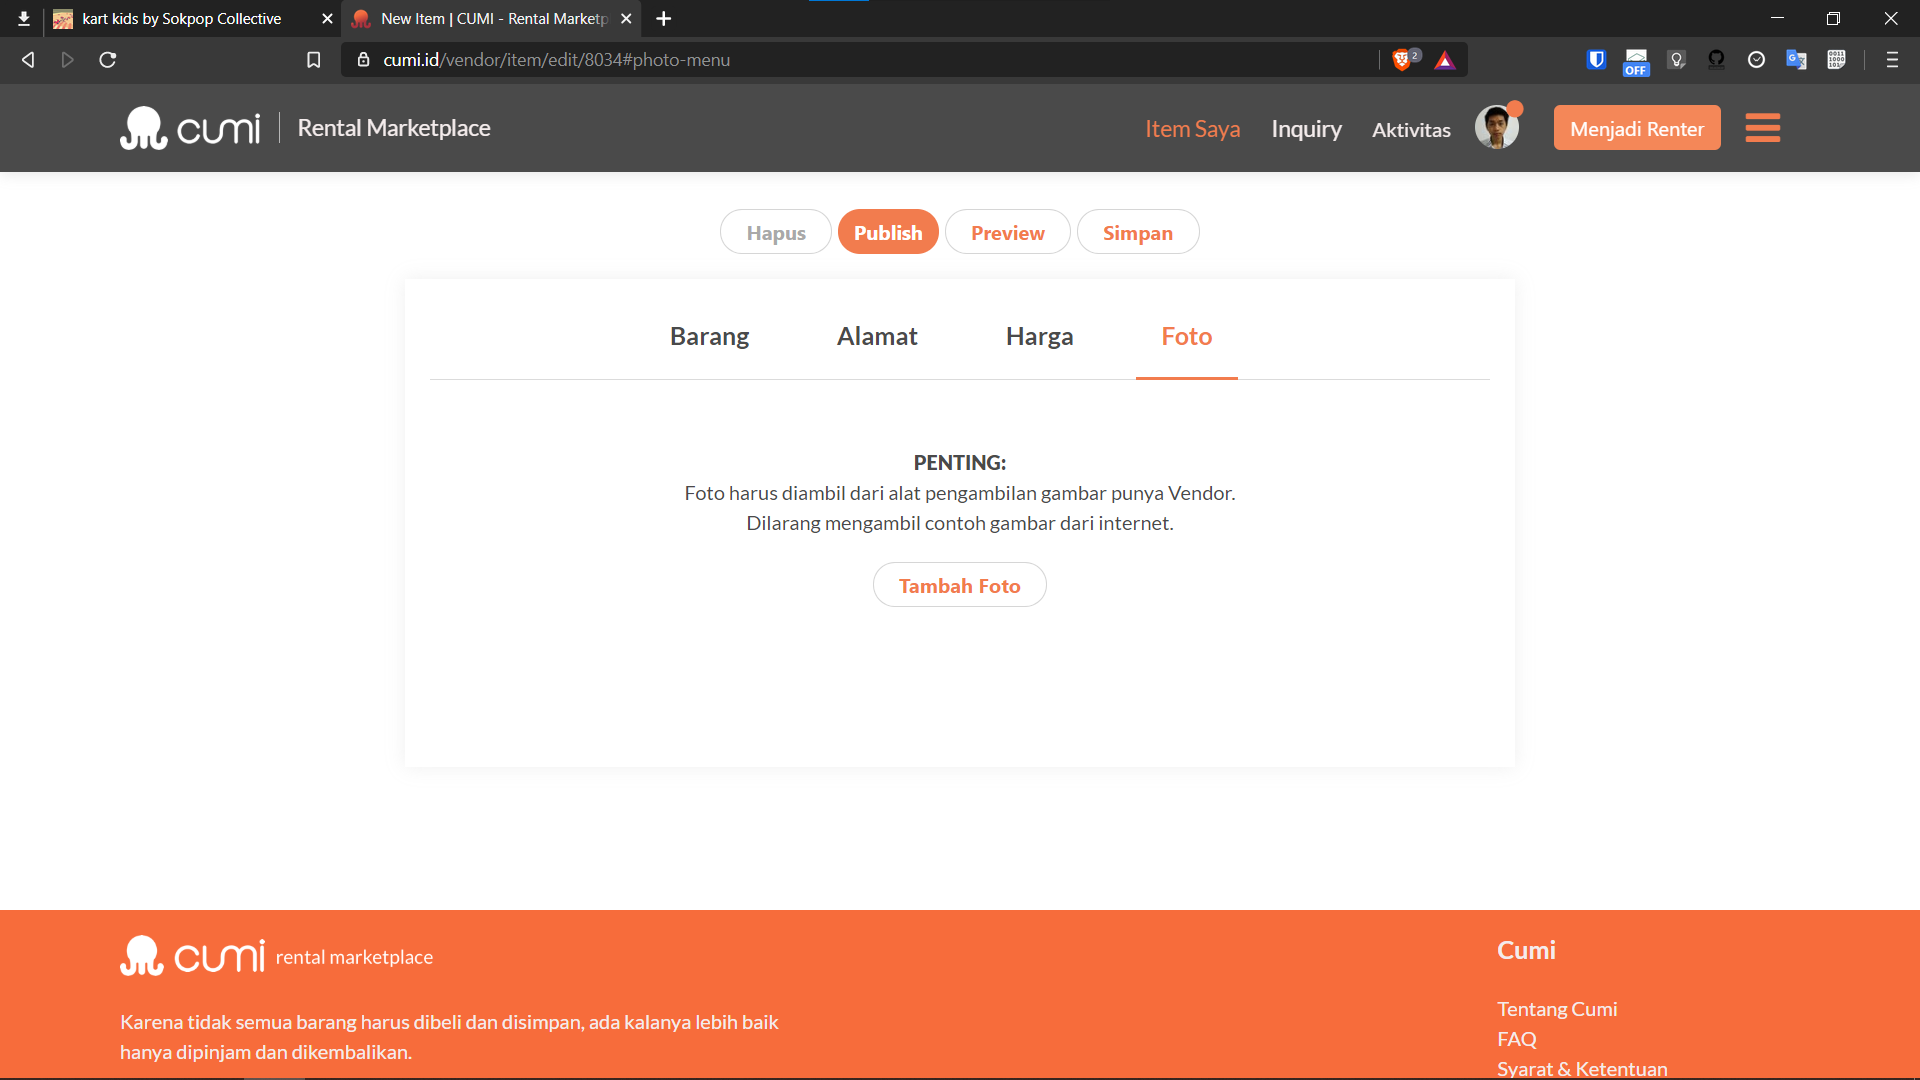 kart kids by Sokpop Collective
New Item | CUMI - Rental Marketp
cumi.id/vendor/item/edit/8034#photo-menu
2
OFF
cumi
Rental Marketplace
Item Saya
Inquiry
Aktivitas
Menjadi Renter
Hapus
Publish
Preview
Simpan
Barang
Alamat
Harga
Foto
PENTING:
Foto harus diambil dari alat pengambilan gambar punya Vendor.
Dilarang mengambil contoh gambar dari internet.
Tambah Foto
cumi rental marketplace
Karena tidak semua barang harus dibeli dan disimpan, ada kalanya lebih baik
hanya dipinjam dan dikembalikan.
Cumi
Tentang Cumi
FAQ
Syarat & Ketentuan